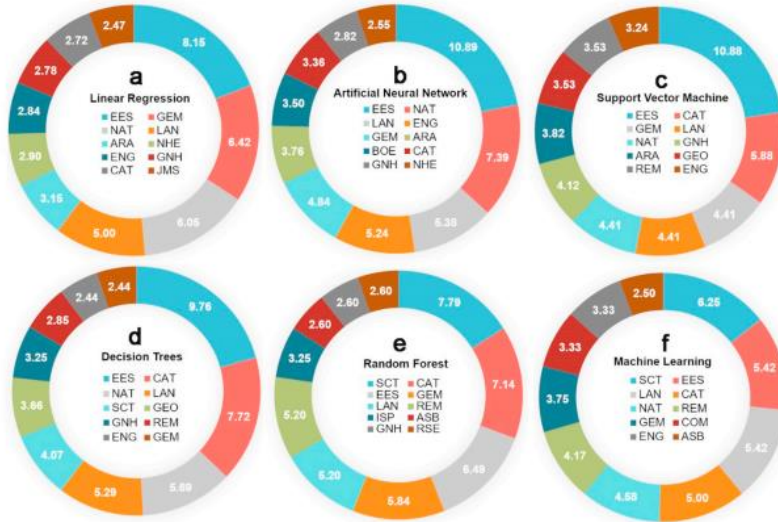 a
Linear Regression
EES GEM
NAT LAN
ARA NHE
ENG GNH
CAT JMS
8.15
6.42
6.05
5.00
3.15
2.90
2.84
2.78
2.72
2.47
b
Artificial Neural Network
EES NAT
LAN ENG
GEM ARA
BOE CAT
GNH NHE
10.89
7.39
5.38
5.24
4.84
3.76
3.50
3.36
2.82
2.55
c
Support Vector Machine
EES CAT
GEM LAN
NAT GNH
ARA GEO
REM ENG
10.88
5.88
4.41
4.41
4.41
4.12
3.82
3.53
3.53
3.24
d
Decision Trees
EES CAT
NAT LAN
SCT GEO
GNH REM
ENG GEM
9.76
7.72
5.69
5.29
4.07
3.66
3.25
2.85
2.44
2.44
e
Random Forest
SCT CAT
EES GEM
LAN REM
ISP ASB
GNH RSE
7.79
7.14
6.49
5.84
5.20
5.20
3.25
2.60
2.60
2.60
f
Machine Learning
SCT EES
LAN CAT
NAT REM
GEM COM
ENG ASB
6.25
5.42
5.42
5.00
4.58
4.17
3.75
3.33
3.33
2.50